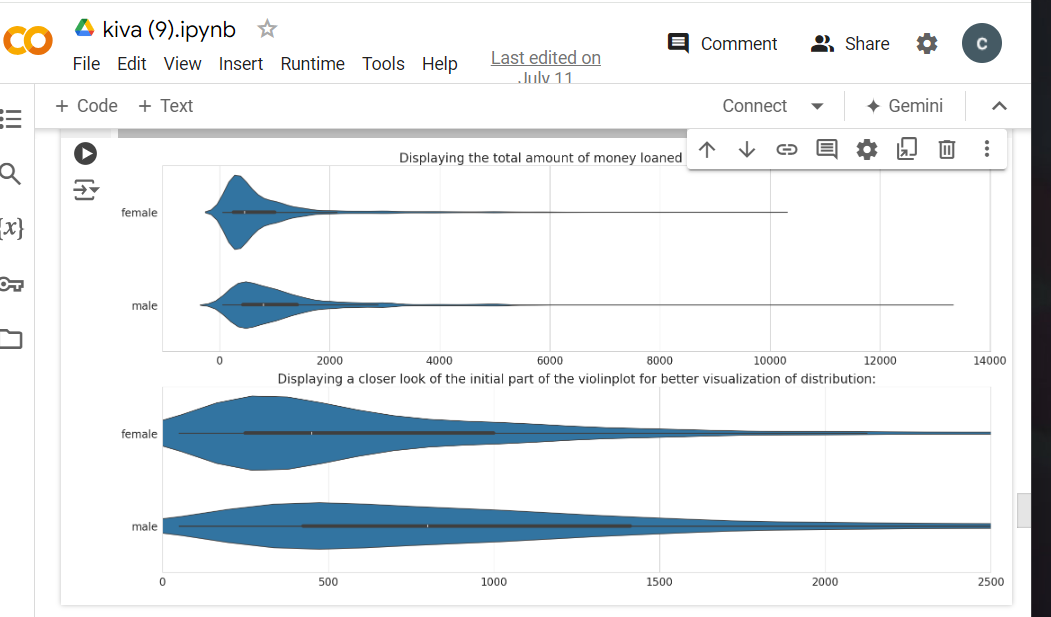 kiva (9).ipynb
File Edit View Insert Runtime Tools Help
Last edited on
July 11
Comment
Share
C
+ Code + Text
Connect
Gemini
{x}
Displaying the total amount of money loaned
female
male
0 2000 4000 6000 8000 10000 12000 14000
Displaying a closer look of the initial part of the violinplot for better visualization of distribution:
female
male
0 500 1000 1500 2000 2500